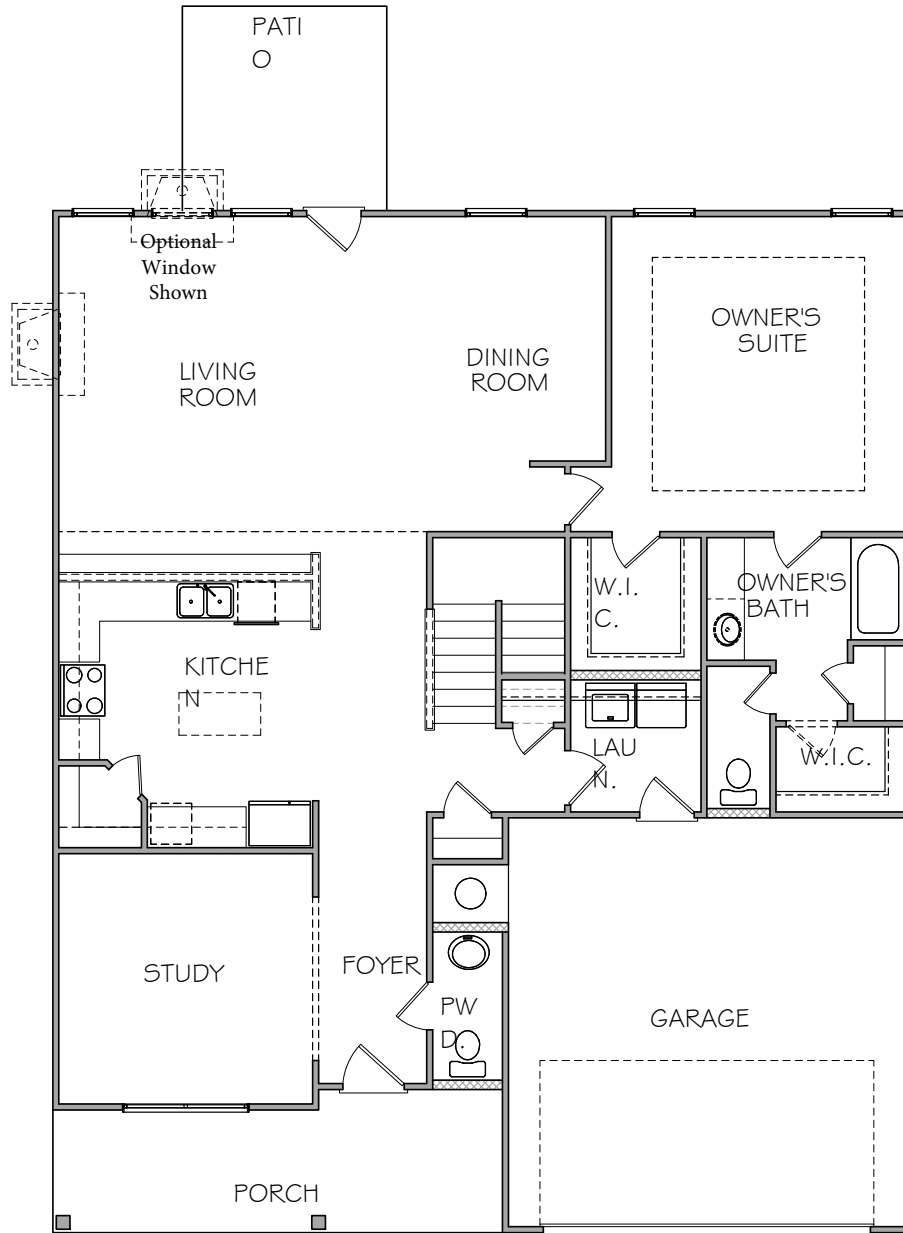 PATI
O
Optional
Window
Shown
OWNER'S
SUITE
LIVING
ROOM
DINING
ROOM
W.I.
C.
OWNER'S
BATH
KITCHE
N
LAU
N.
W.I.C.
STUDY
FOYER
PW
D.
GARAGE
PORCH